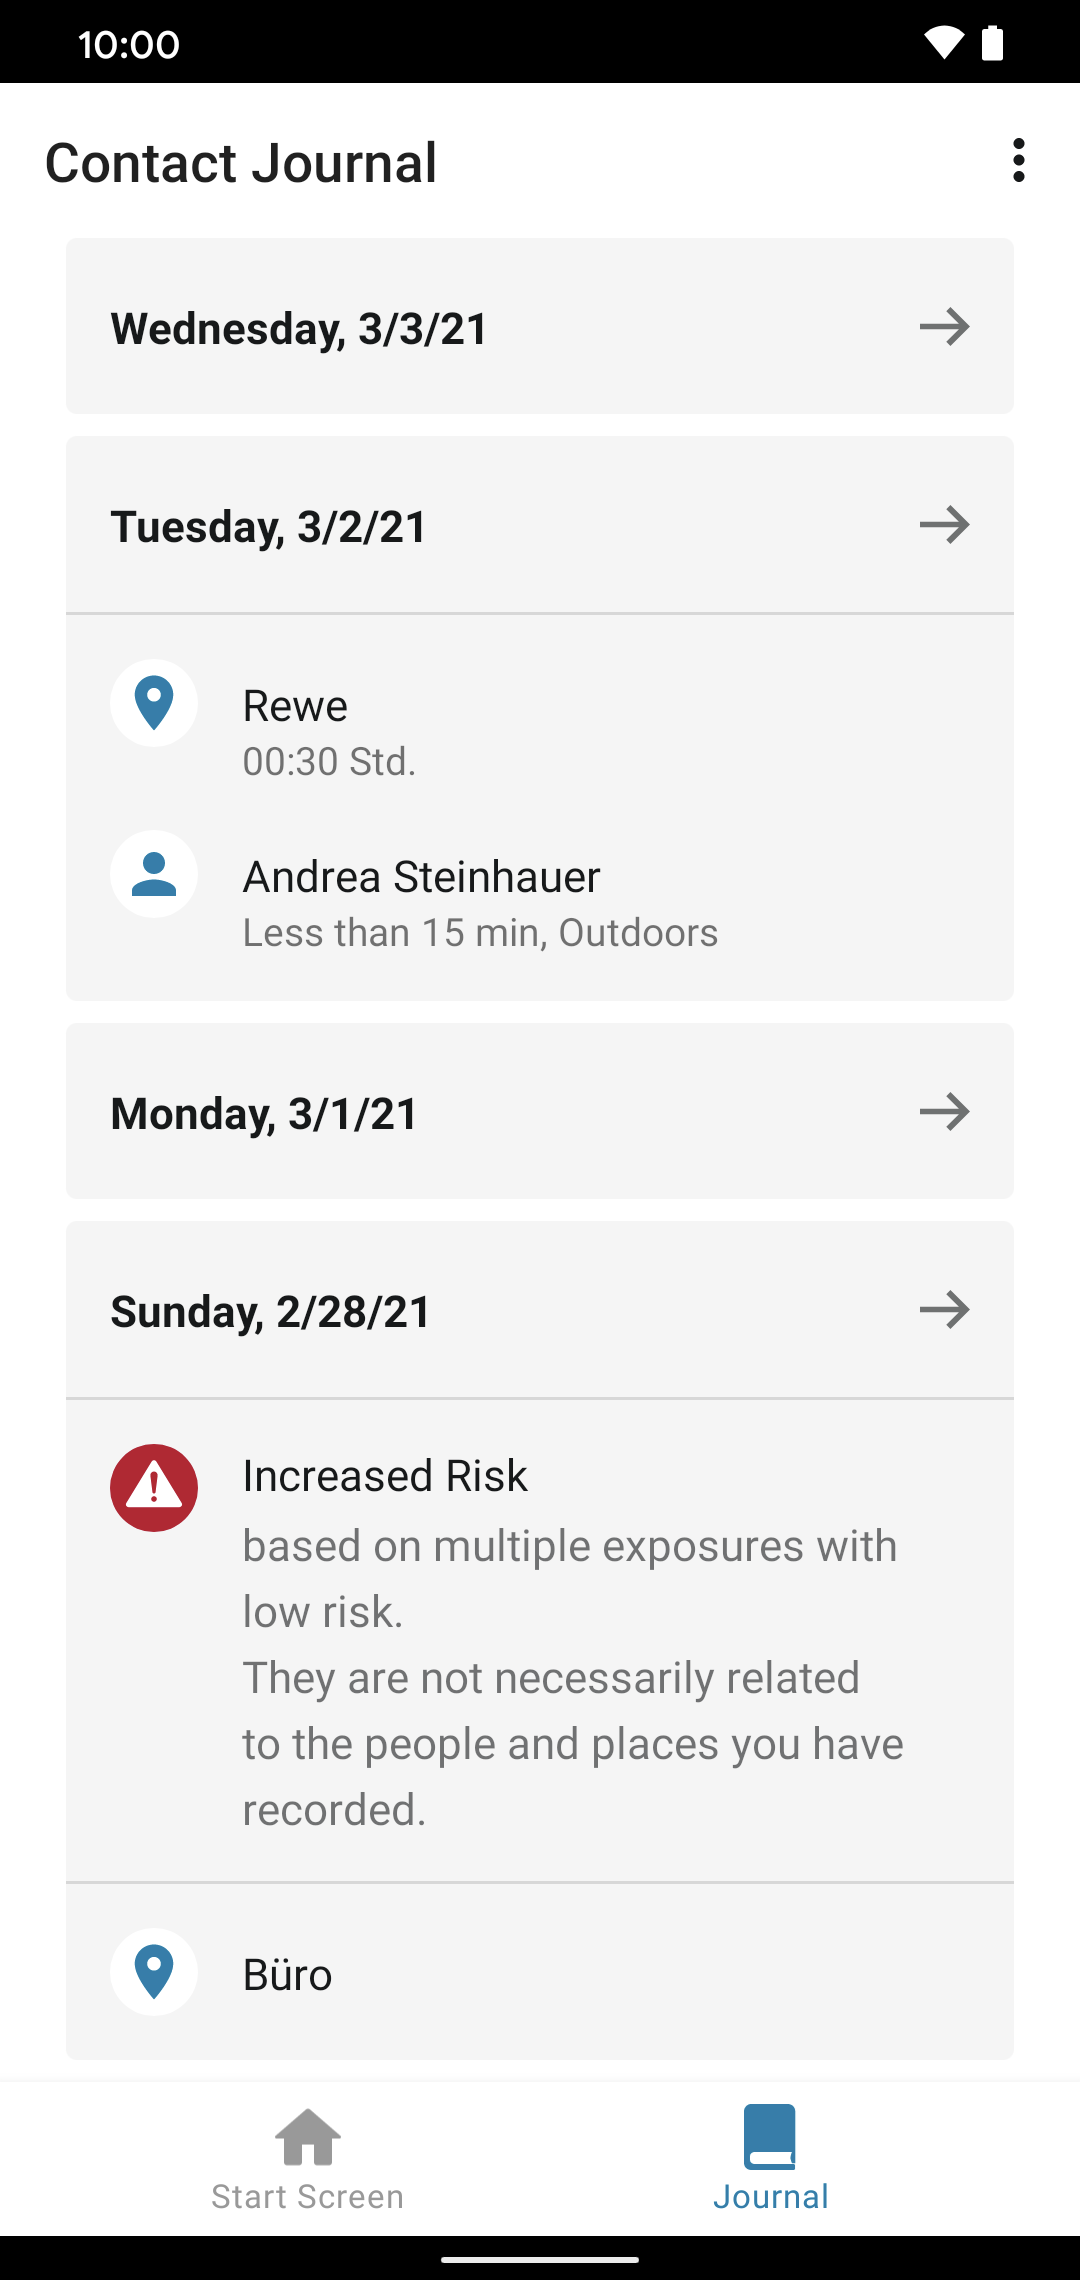 10:00
Contact Journal
Wednesday, 3/3/21
Tuesday, 3/2/21
Rewe
00:30 Std.
Andrea Steinhauer
Less than 15 min, Outdoors
Monday, 3/1/21
Sunday, 2/28/21
Increased Risk
based on multiple exposures with
low risk.
They are not necessarily related
to the people and places you have
recorded.
Büro
Start Screen
Journal